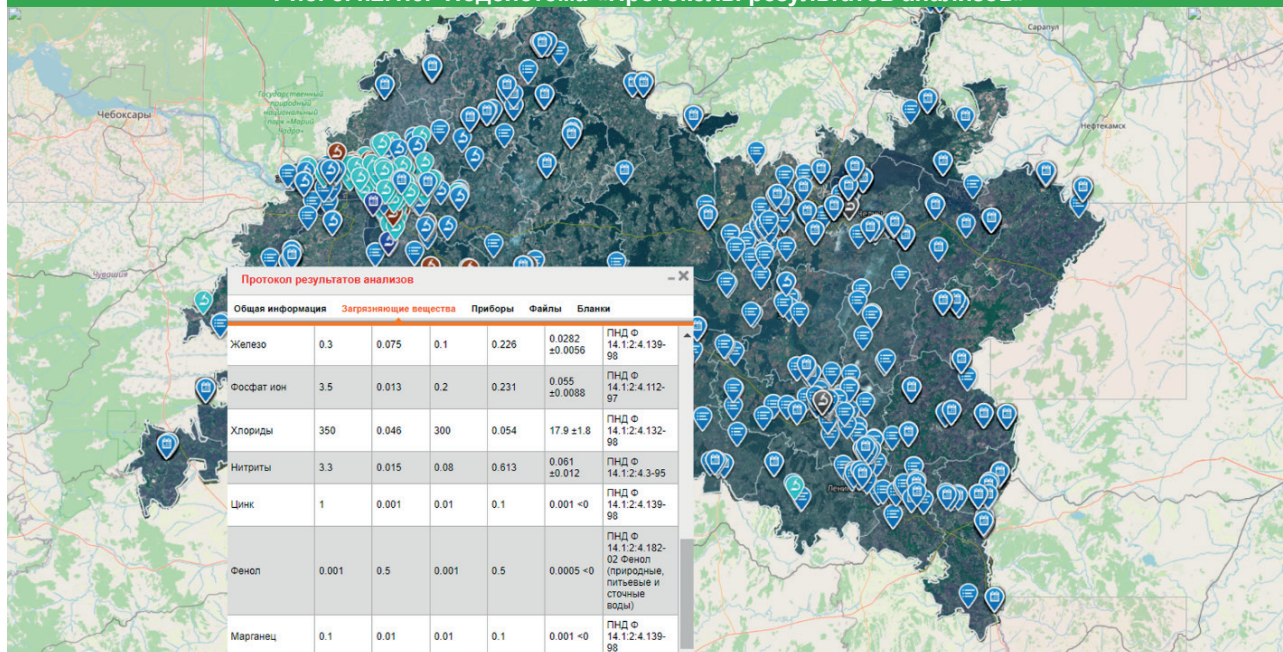 Подсистема «Протоколы результатов анализов»
Сарапул
Государственный
природный
национальный
парк «Марий
Чодра»
Чебоксары
Нефтекамск
Чувашия
Протокол результатов анализов
Общая информация Загрязняющие вещества Приборы Файлы Бланки
Железо 0.3 0.075 0.1 0.226 0.0282 ±0.0056 ПНД Ф 14.1:2:4.139-98
Фосфат ион 3.5 0.013 0.2 0.231 0.055 ±0.0088 ПНД Ф 14.1:2:4.112-97
Хлориды 350 0.046 300 0.054 17.9 ±1.8 ПНД Ф 14.1:2:4.132-98
Нитриты 3.3 0.015 0.08 0.613 0.061 ±0.012 ПНД Ф 14.1:2:4.3-95
Цинк 1 0.001 0.01 0.1 0.001 <0 ПНД Ф 14.1:2:4.139-98
Фенол 0.001 0.5 0.001 0.5 0.0005 <0 ПНД Ф 14.1:2:4.182-02 Фенол (природные, питьевые и сточные воды)
Марганец 0.1 0.01 0.01 0.1 0.001 <0 ПНД Ф 14.1:2:4.139-98